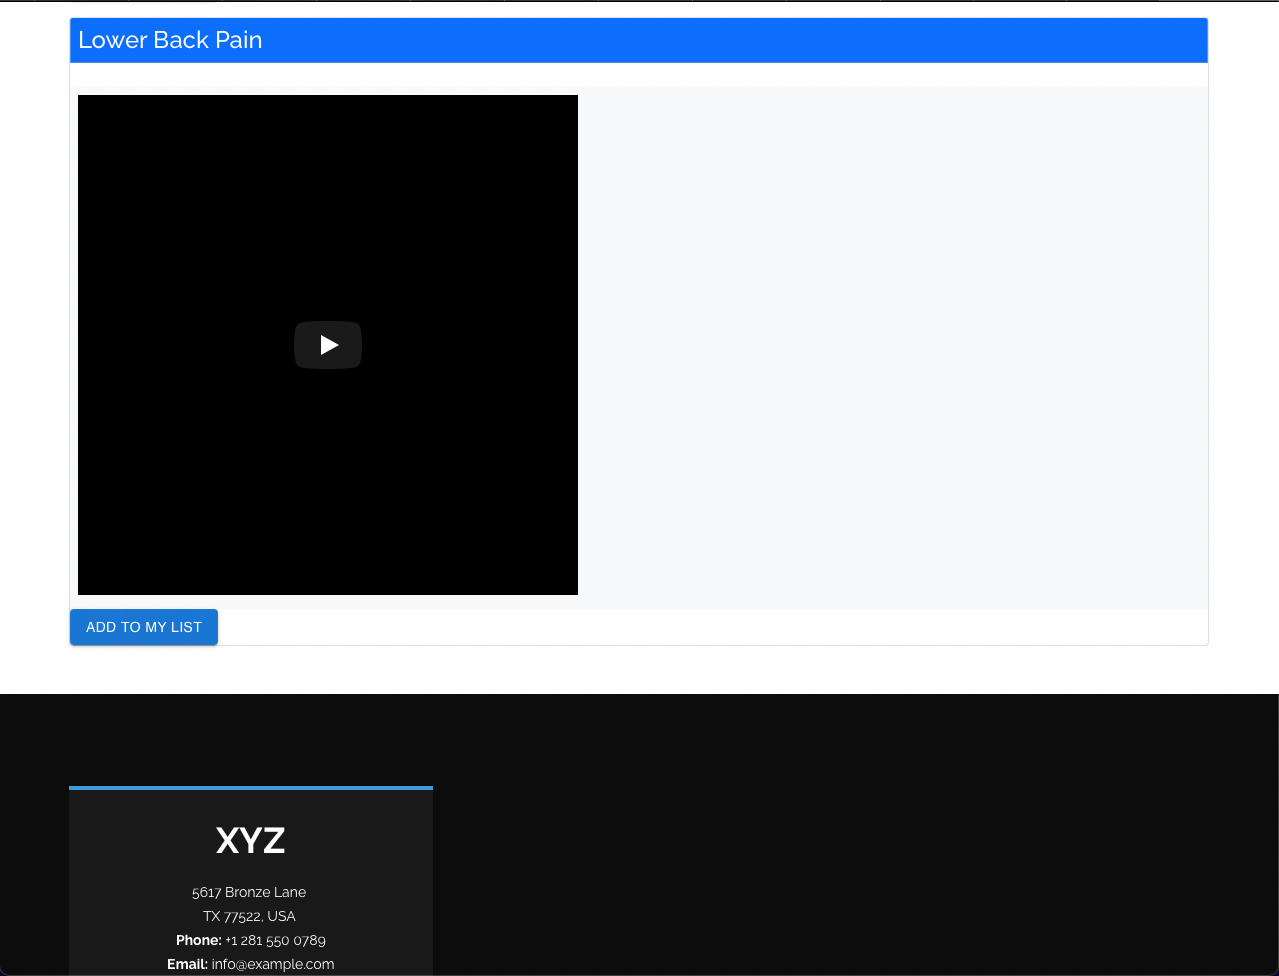 Lower Back Pain
ADD TO MY LIST
XYZ
5617 Bronze Lane
TX 77522, USA
Phone: +1 281 550 0789
Email: info@example.com